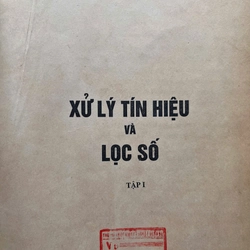 XỬ LÝ TÍN HIỆU
VÀ
LỌC SỐ
TẬP I